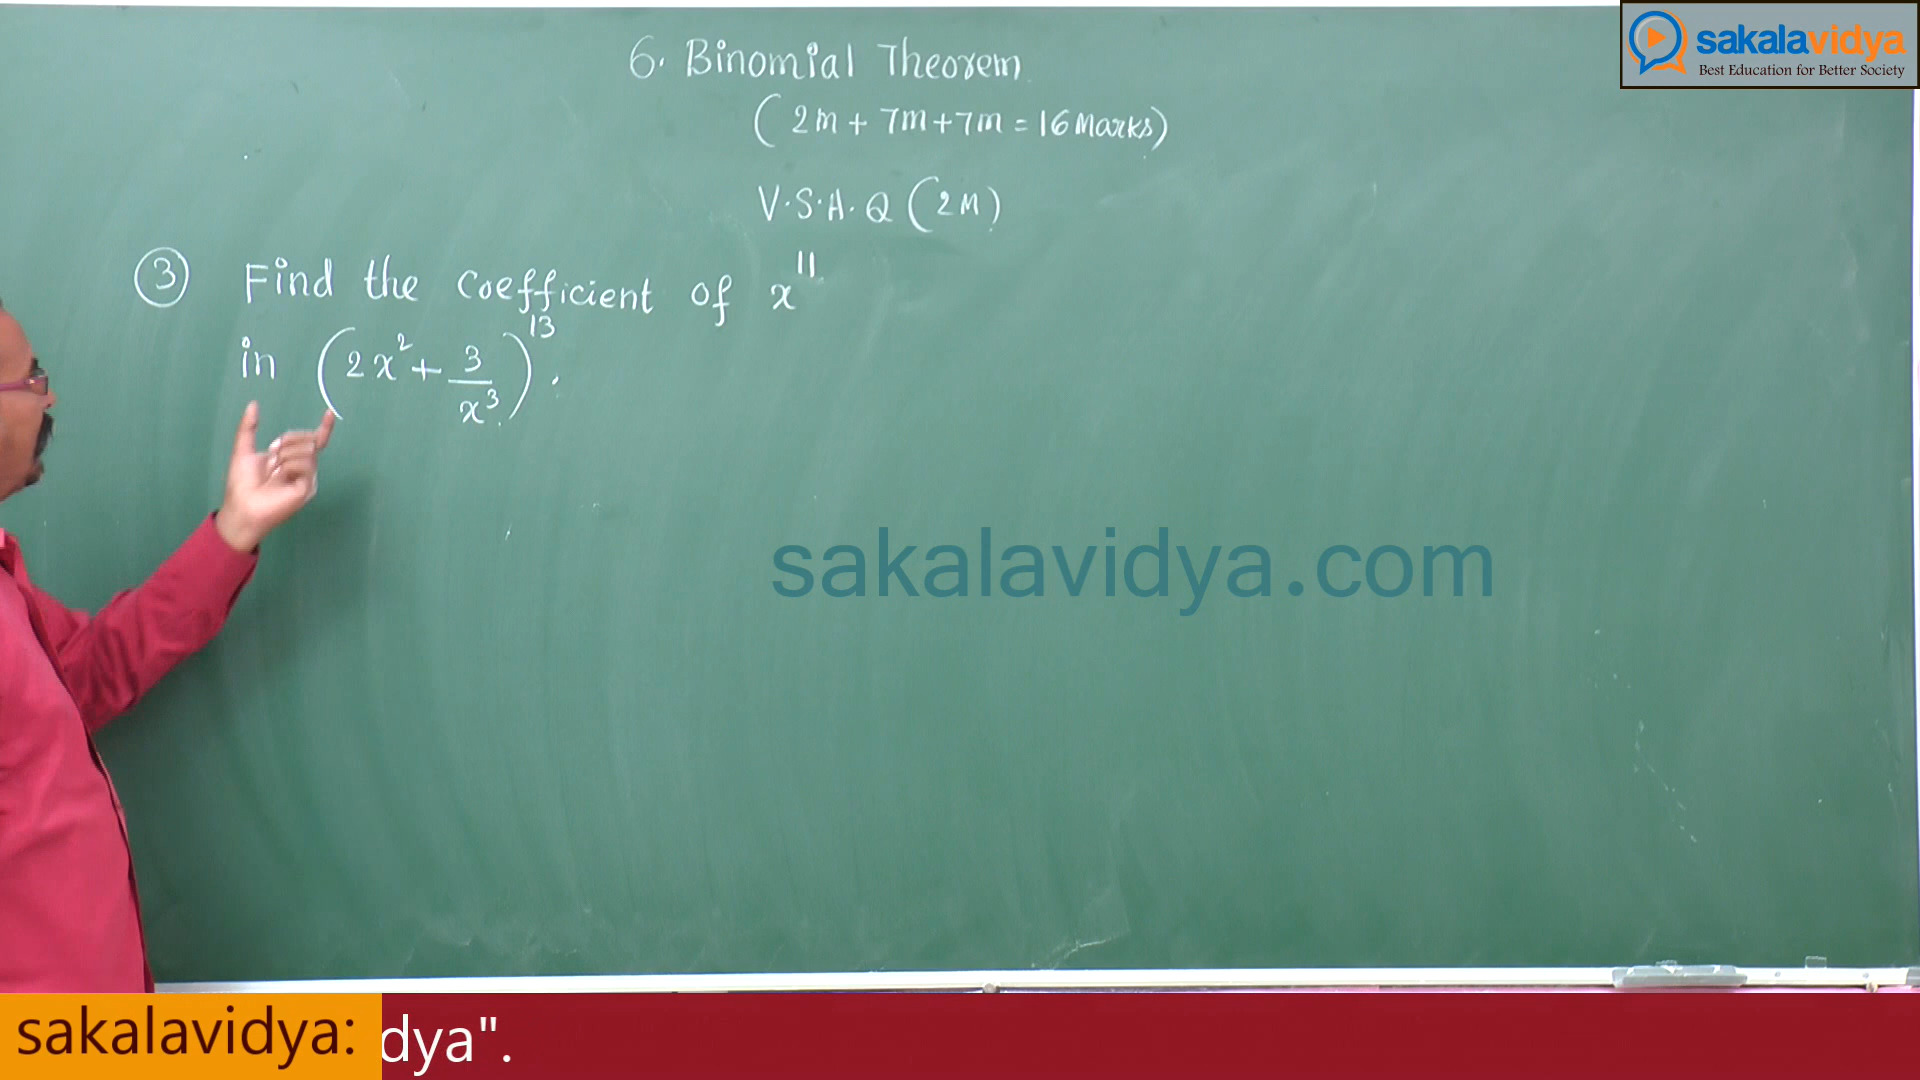 6. Binomial Theorem
(2m + 7m + 7m = 16 Marks)
V.S.A.Q (2M)
③ Find the coefficient of x¹¹
in (2x² + 3/x³)¹³.
sakalavidya
Best Education for Better Society
sakalavidya.com
sakalavidya: dya".